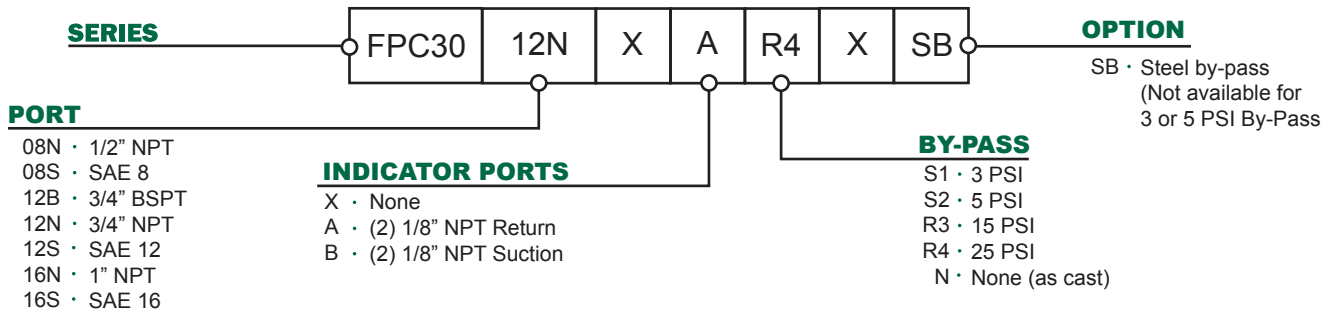 SERIES
FPC30 12N X A R4 X SB
OPTION
SB · Steel by-pass
(Not available for
3 or 5 PSI By-Pass
PORT
08N · 1/2” NPT
08S · SAE 8
12B · 3/4” BSPT
12N · 3/4” NPT
12S · SAE 12
16N · 1” NPT
16S · SAE 16
INDICATOR PORTS
X · None
A · (2) 1/8” NPT Return
B · (2) 1/8” NPT Suction
BY-PASS
S1 · 3 PSI
S2 · 5 PSI
R3 · 15 PSI
R4 · 25 PSI
N · None (as cast)